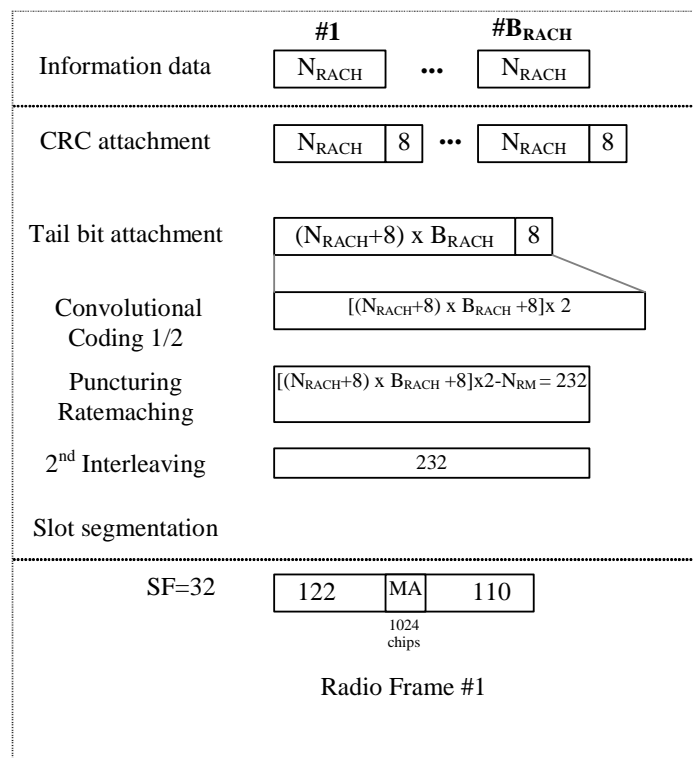 #1 #B_RACH
Information data N_RACH ... N_RACH
CRC attachment N_RACH 8 ... N_RACH 8
Tail bit attachment (N_RACH+8) x B_RACH 8
Convolutional
Coding 1/2
[(N_RACH+8) x B_RACH +8]x 2
Puncturing
Ratemaching
[(N_RACH+8) x B_RACH +8]x2-N_RM = 232
2nd Interleaving 232
Slot segmentation
SF=32 122 MA 110
1024
chips
Radio Frame #1